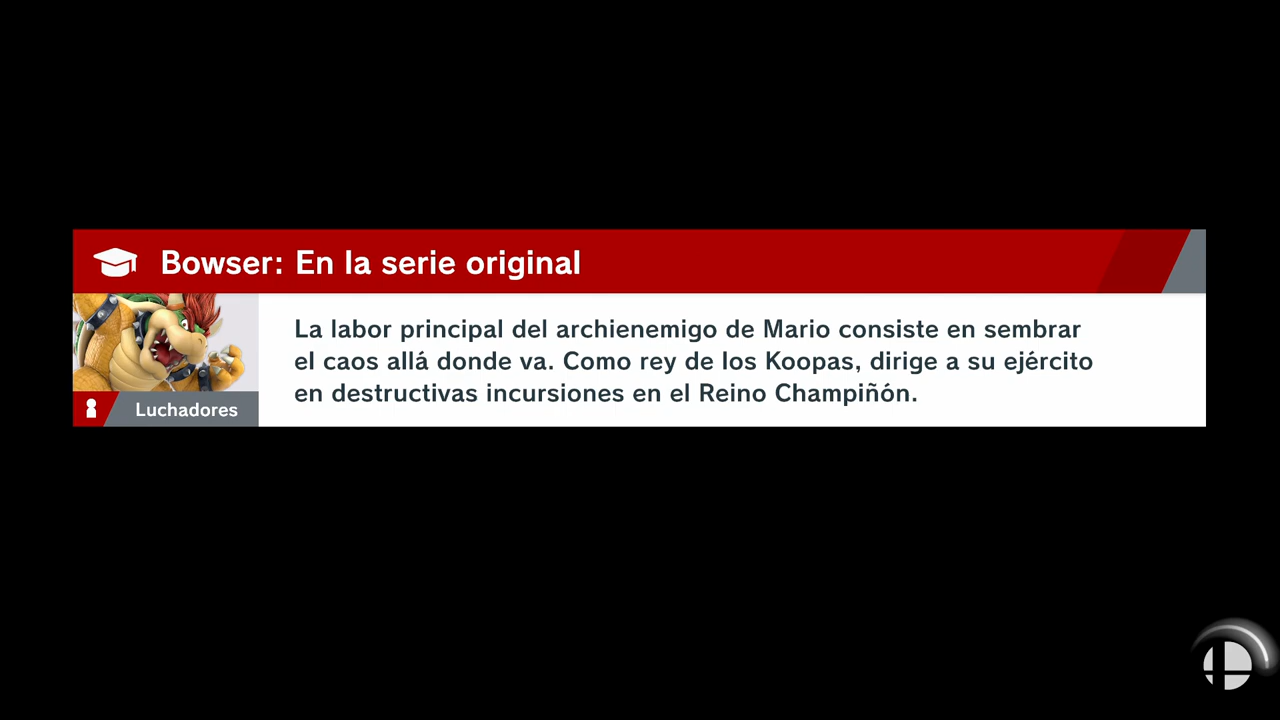 Bowser: En la serie original
La labor principal del archienemigo de Mario consiste en sembrar
el caos allá donde va. Como rey de los Koopas, dirige a su ejército
en destructivas incursiones en el Reino Champiñón.
Luchadores